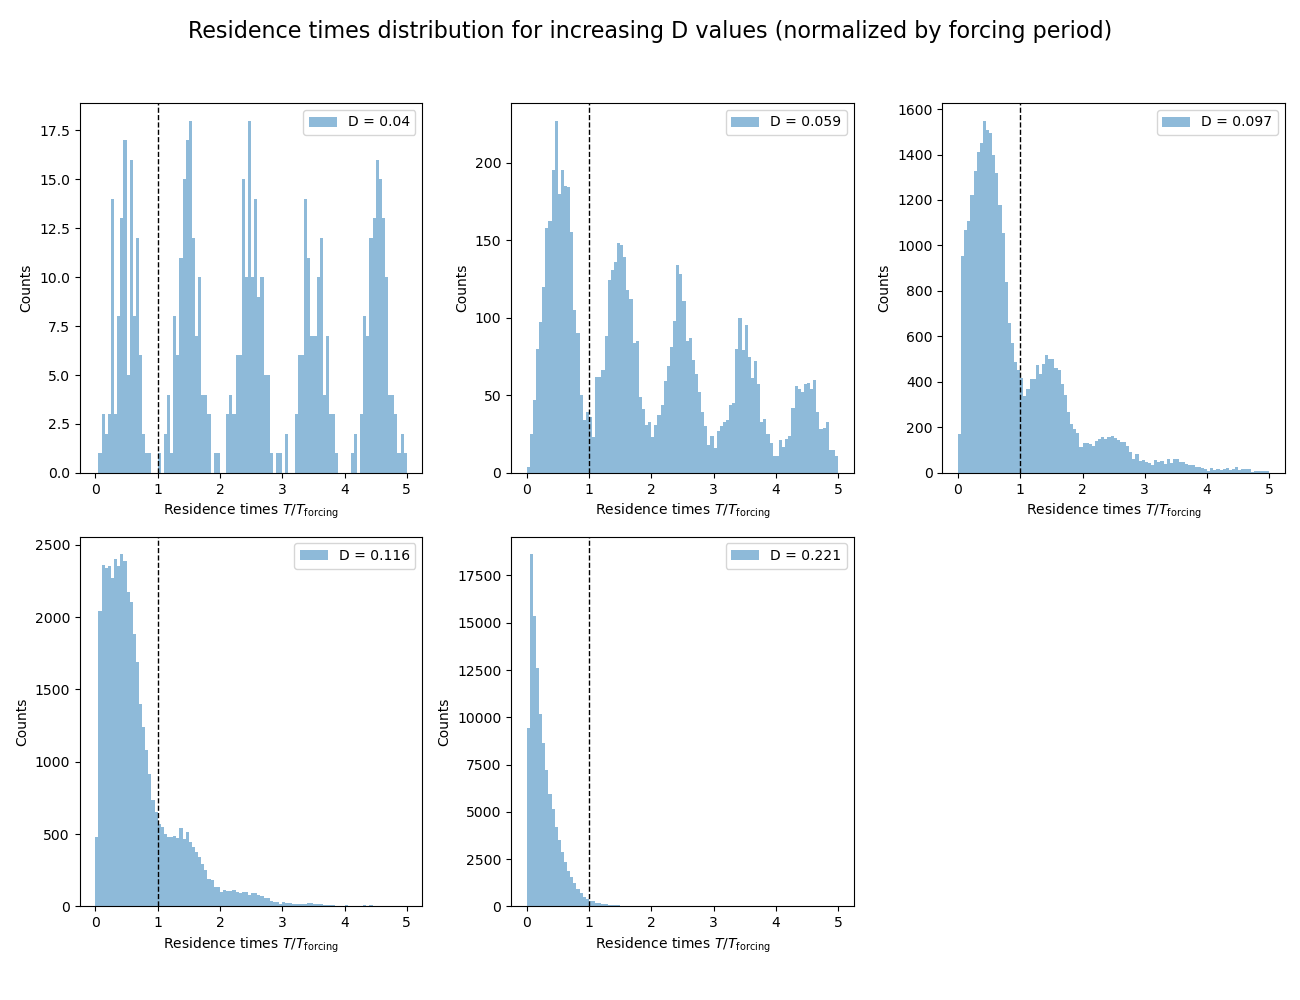 Residence times distribution for increasing D values (normalized by forcing period)
D = 0.04
17.5
15.0
12.5
10.0
7.5
5.0
2.5
0.0
Counts
0 1 2 3 4 5
Residence times T/T_forcing
D = 0.059
200
150
100
50
0
Counts
0 1 2 3 4 5
Residence times T/T_forcing
D = 0.097
1600
1400
1200
1000
800
600
400
200
0
Counts
0 1 2 3 4 5
Residence times T/T_forcing
D = 0.116
2500
2000
1500
1000
500
0
Counts
0 1 2 3 4 5
Residence times T/T_forcing
D = 0.221
17500
15000
12500
10000
7500
5000
2500
0
Counts
0 1 2 3 4 5
Residence times T/T_forcing